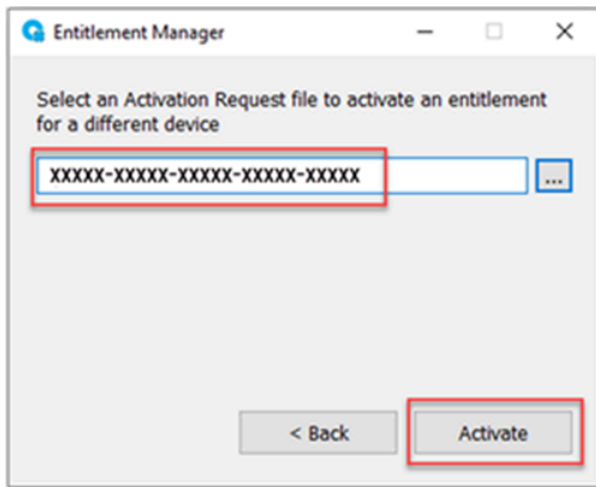 Entitlement Manager
Select an Activation Request file to activate an entitlement
for a different device
XXXXX-XXXXX-XXXXX-XXXXX-XXXXX
...
< Back
Activate